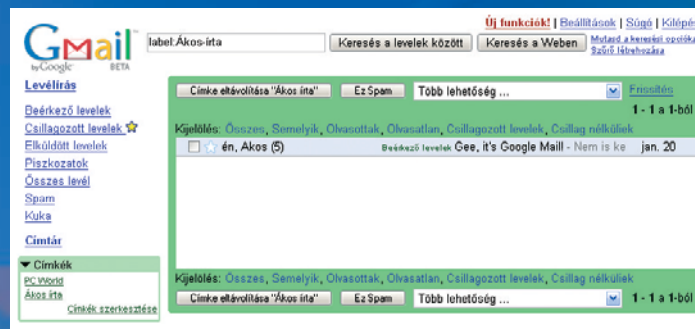 Új funkciók! | Beállítások | Súgó | Kilépés
Gmail
by Google BETA
label:Ákos-írta
Keresés a levelek között
Keresés a Weben
Mutasd a keresési opciókat
Szűrő létrehozása
Levélírás
Beérkező levelek
Csillagozott levelek
Elküldött levelek
Piszkozatok
Összes levél
Spam
Kuka
Címtár
Címkék
PC World
Ákos írta
Címkék szerkesztése
Címke eltávolítása "Ákos írta"
Ez Spam
Több lehetőség ...
Frissítés
1 - 1 a 1-ből
Kijelölés: Összes, Semelyik, Olvasottak, Olvasatlan, Csillagozott levelek, Csillag nélküliek
én, Akos (5) Beérkező levelek Gee, it's Google Mail! - Nem is ke jan. 20
Kijelölés: Összes, Semelyik, Olvasottak, Olvasatlan, Csillagozott levelek, Csillag nélküliek
Címke eltávolítása "Ákos írta"
Ez Spam
Több lehetőség ...
1 - 1 a 1-ből